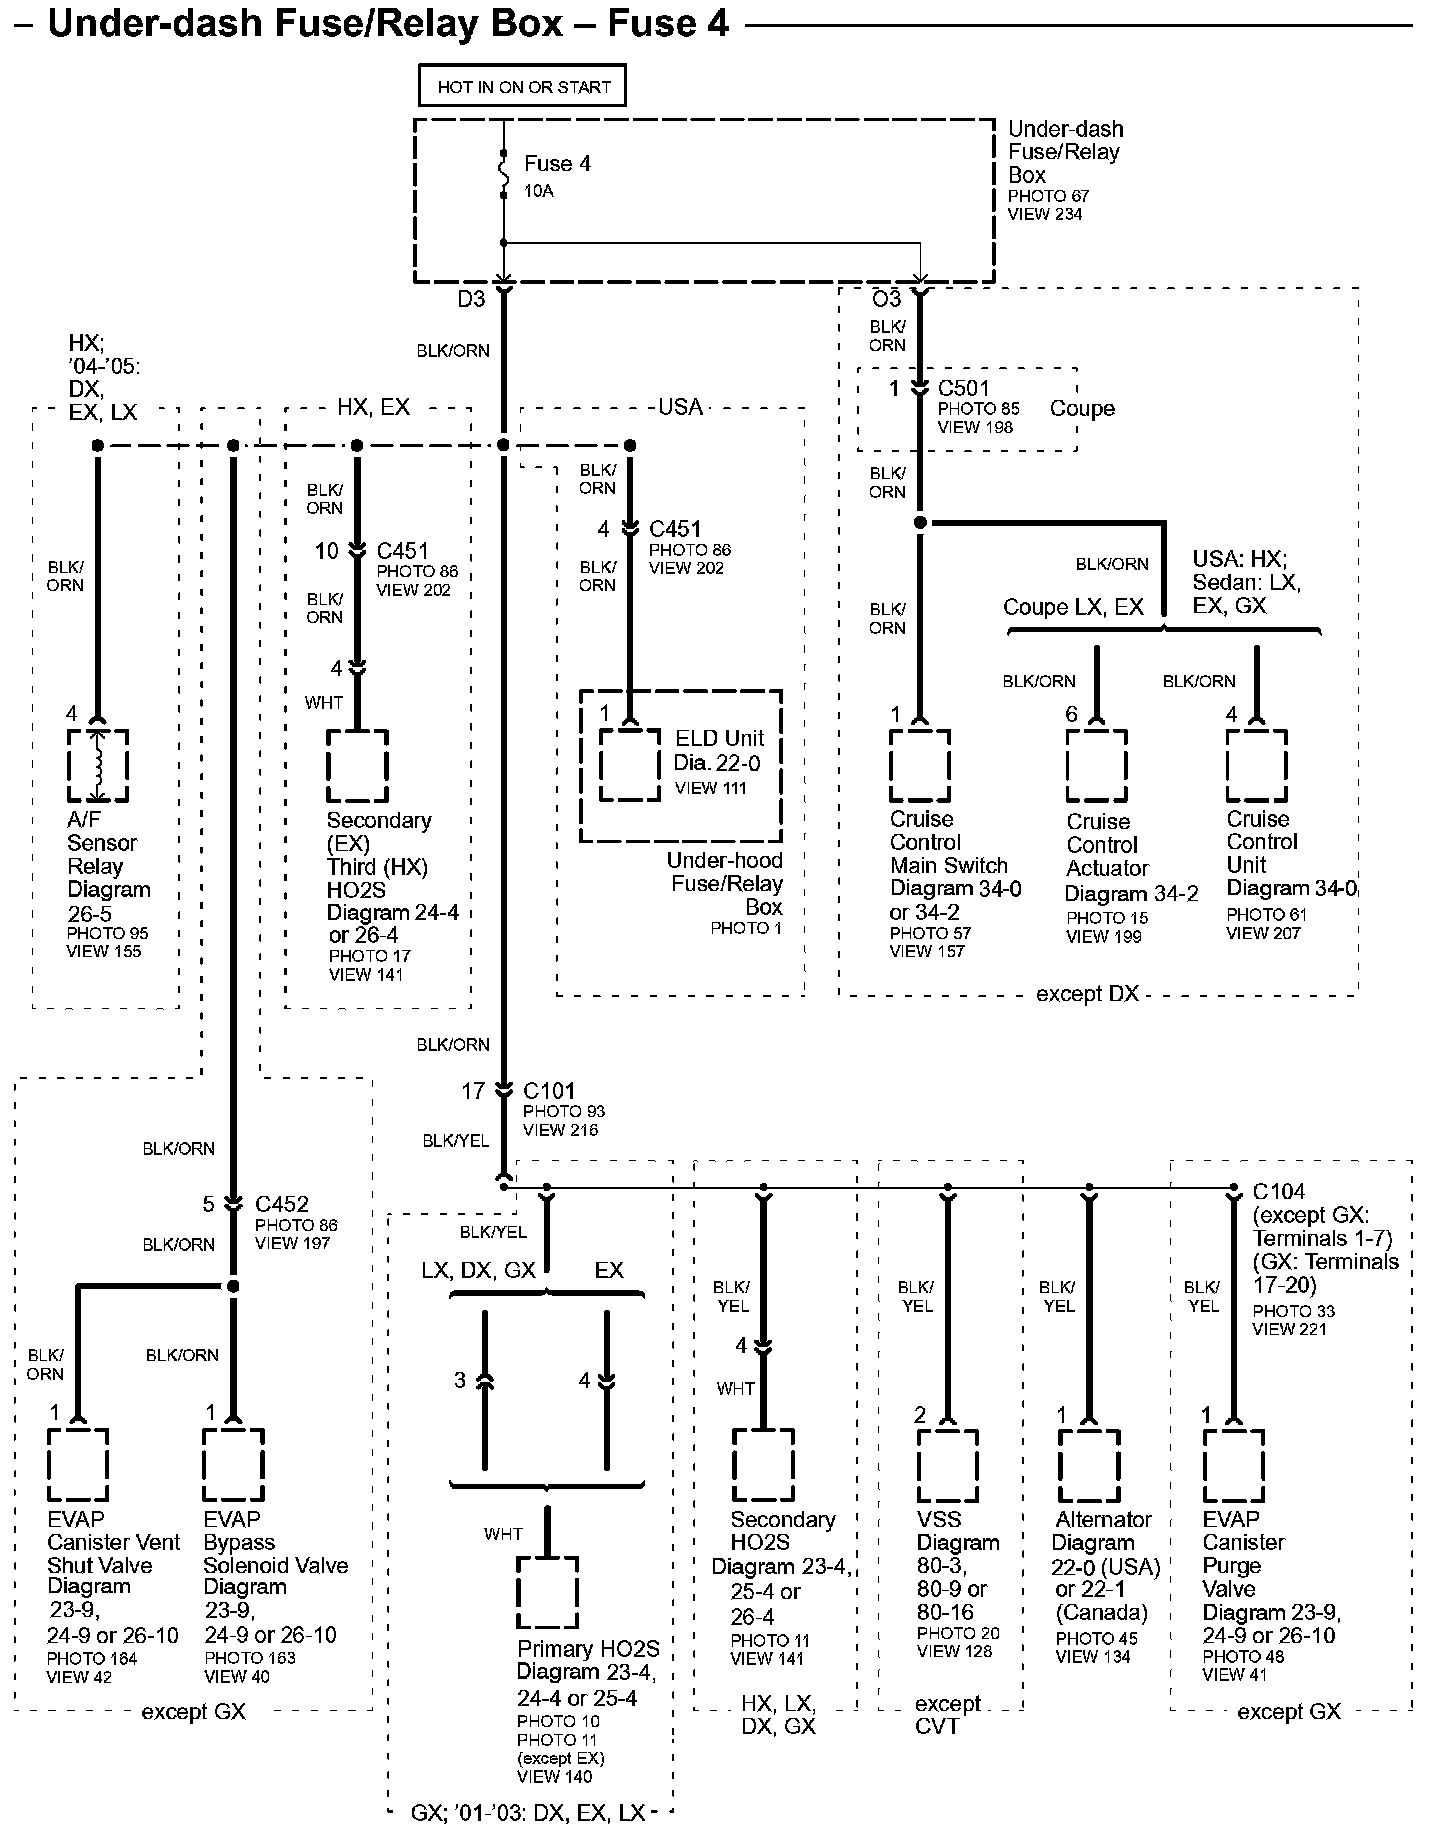 Under-dash Fuse/Relay Box – Fuse 4
HOT IN ON OR START
Fuse 4
10A
Under-dash
Fuse/Relay
Box
PHOTO 67
VIEW 234
D3
O3
BLK/ORN
BLK/
ORN
HX;
'04-'05:
DX,
EX, LX
HX, EX
USA
1
C501
PHOTO 85
VIEW 198
Coupe
BLK/
ORN
BLK/
ORN
BLK/
ORN
10
C451
PHOTO 86
VIEW 202
BLK/
ORN
BLK/
ORN
4
C451
PHOTO 86
VIEW 202
BLK/
ORN
BLK/ORN
USA: HX;
Sedan: LX,
EX, GX
Coupe LX, EX
BLK/
ORN
4
WHT
BLK/ORN
BLK/ORN
4
1
1
6
4
ELD Unit
Dia. 22-0
VIEW 111
Under-hood
Fuse/Relay
Box
PHOTO 1
A/F
Sensor
Relay
Diagram
26-5
PHOTO 95
VIEW 155
Secondary
(EX)
Third (HX)
HO2S
Diagram 24-4
or 26-4
PHOTO 17
VIEW 141
Cruise
Control
Main Switch
Diagram 34-0
or 34-2
PHOTO 57
VIEW 157
Cruise
Control
Actuator
Diagram 34-2
PHOTO 15
VIEW 199
Cruise
Control
Unit
Diagram 34-0
PHOTO 61
VIEW 207
except DX
BLK/ORN
17
C101
PHOTO 93
VIEW 216
BLK/YEL
BLK/ORN
5
C452
PHOTO 86
VIEW 197
BLK/ORN
BLK/YEL
LX, DX, GX
EX
C104
(except GX:
Terminals 1-7)
(GX: Terminals
17-20)
PHOTO 33
VIEW 221
BLK/
YEL
BLK/
YEL
BLK/
YEL
BLK/
YEL
BLK/
ORN
BLK/ORN
3
4
4
WHT
1
1
2
1
1
EVAP
Canister Vent
Shut Valve
Diagram
23-9,
24-9 or 26-10
PHOTO 164
VIEW 42
EVAP
Bypass
Solenoid Valve
Diagram
23-9,
24-9 or 26-10
PHOTO 163
VIEW 40
except GX
WHT
Primary HO2S
Diagram 23-4,
24-4 or 25-4
PHOTO 10
PHOTO 11
(except EX)
VIEW 140
GX; '01-'03: DX, EX, LX
Secondary
HO2S
Diagram 23-4,
25-4 or
26-4
PHOTO 11
VIEW 141
HX, LX,
DX, GX
VSS
Diagram
80-3,
80-9 or
80-16
PHOTO 20
VIEW 128
except
CVT
Alternator
Diagram
22-0 (USA)
or 22-1
(Canada)
PHOTO 45
VIEW 134
EVAP
Canister
Purge
Valve
Diagram 23-9,
24-9 or 26-10
PHOTO 48
VIEW 41
except GX